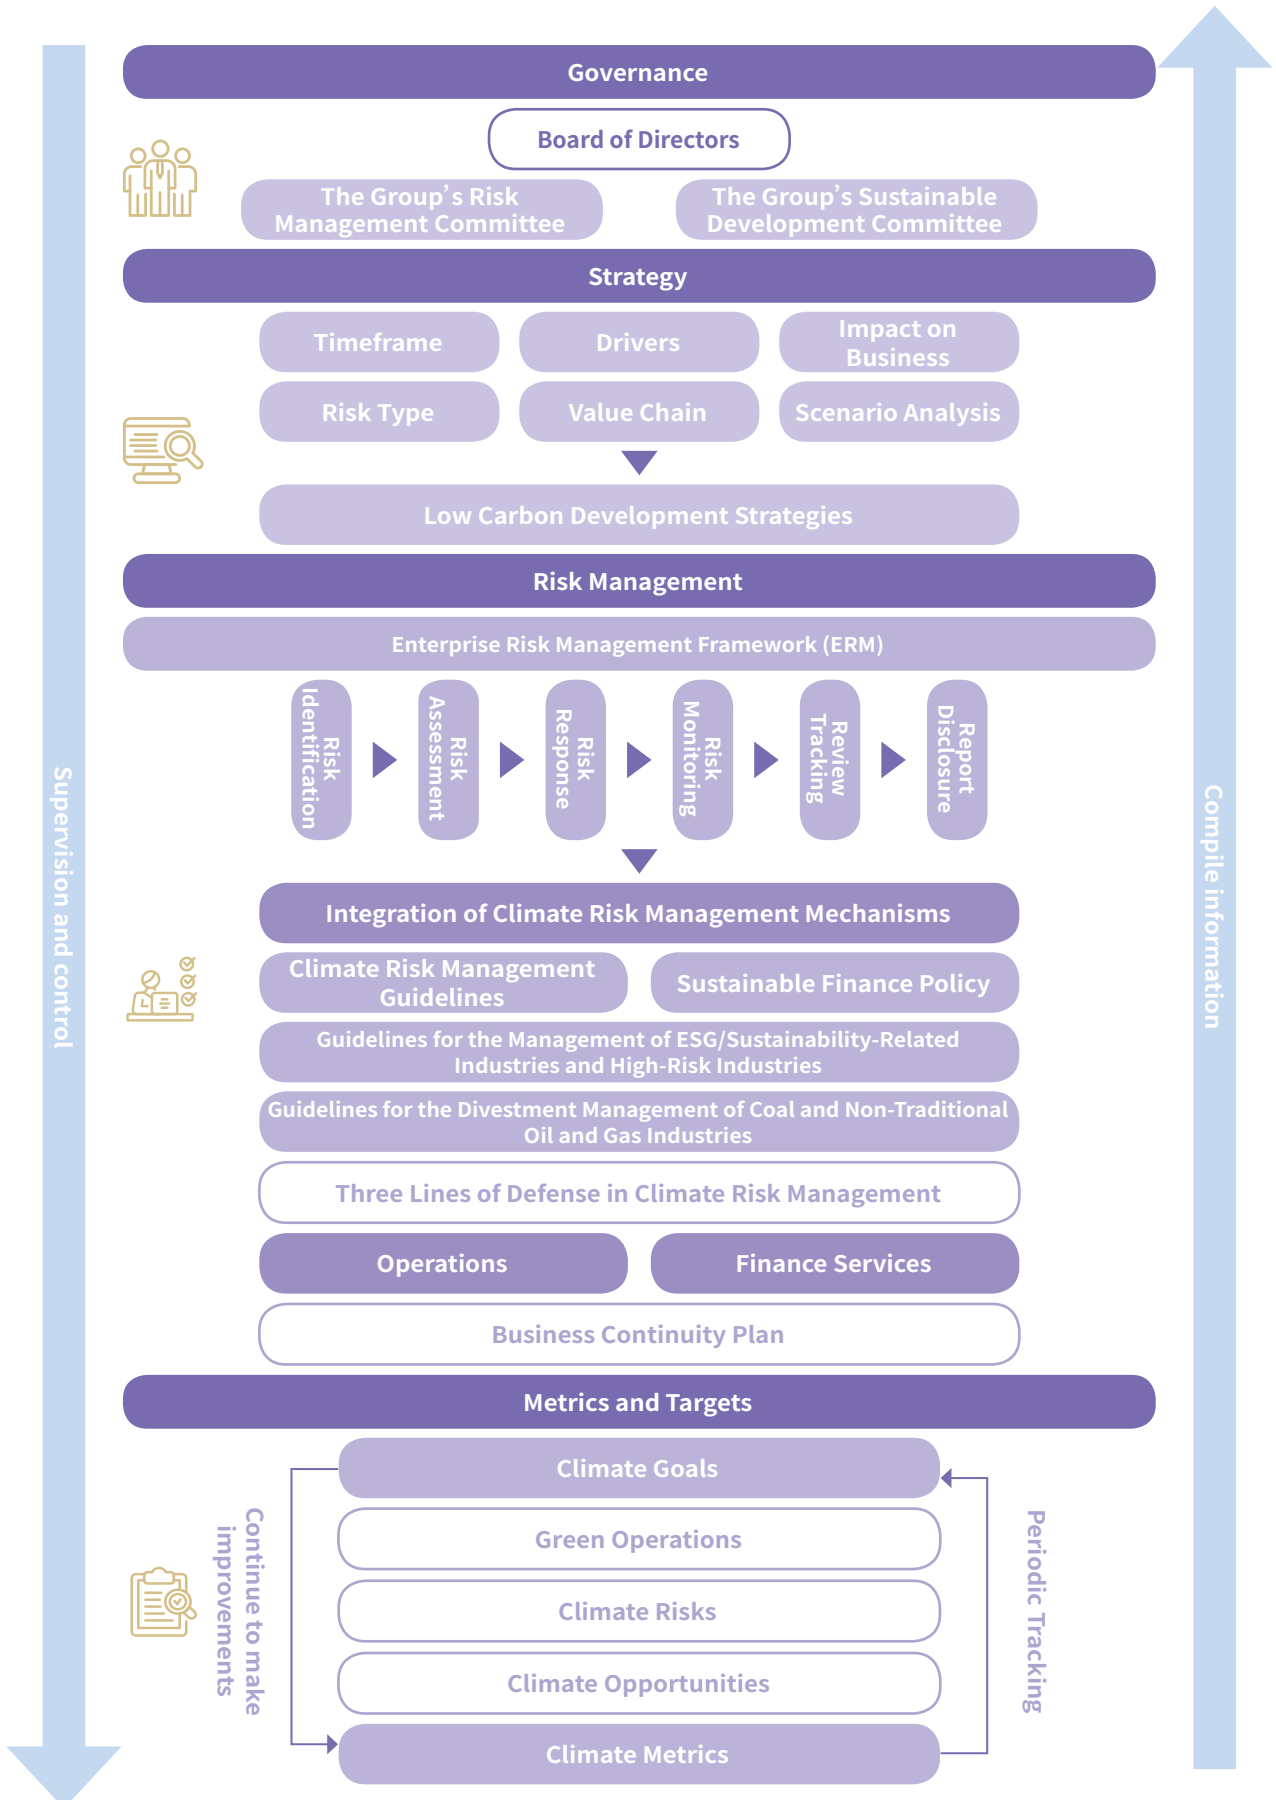 Governance
Board of Directors
The Group's Risk
Management Committee
The Group's Sustainable
Development Committee
Strategy
Timeframe
Drivers
Impact on
Business
Risk Type
Value Chain
Scenario Analysis
Low Carbon Development Strategies
Risk Management
Enterprise Risk Management Framework (ERM)
Risk
Identification
Risk
Assessment
Risk
Response
Risk
Monitoring
Review
Tracking
Report
Disclosure
Integration of Climate Risk Management Mechanisms
Climate Risk Management
Guidelines
Sustainable Finance Policy
Guidelines for the Management of ESG/Sustainability-Related
Industries and High-Risk Industries
Guidelines for the Divestment Management of Coal and Non-Traditional
Oil and Gas Industries
Three Lines of Defense in Climate Risk Management
Operations
Finance Services
Business Continuity Plan
Metrics and Targets
Climate Goals
Green Operations
Climate Risks
Climate Opportunities
Climate Metrics
Continue to make
improvements
Periodic Tracking
Supervision and control
Compile information